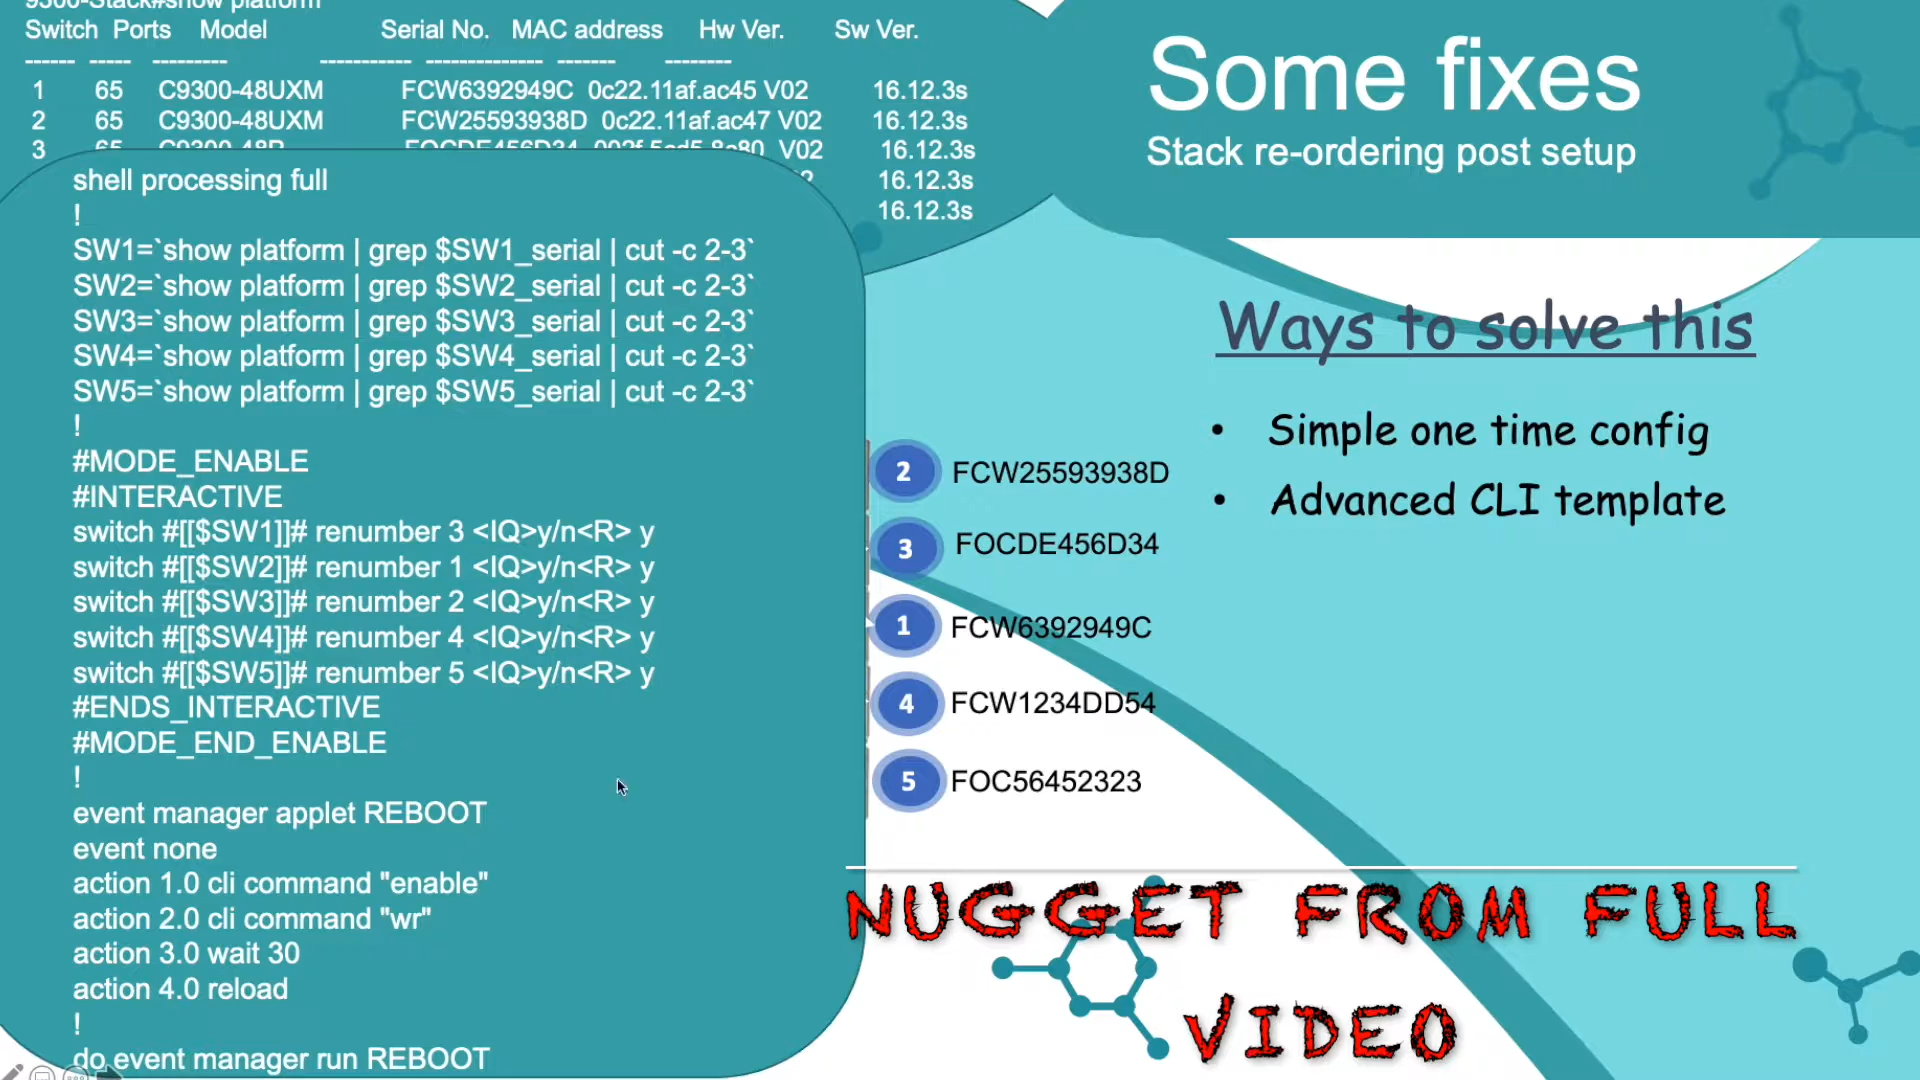 9300-Stack#show platform
Switch Ports Model Serial No. MAC address Hw Ver. Sw Ver.
------ ----- --------- ----------- -------------- ------- --------
1 65 C9300-48UXM FCW6392949C 0c22.11af.ac45 V02 16.12.3s
2 65 C9300-48UXM FCW25593938D 0c22.11af.ac47 V02 16.12.3s
3 65 FOCDE456D34 V02 16.12.3s
16.12.3s
16.12.3s
shell processing full
!
SW1=`show platform | grep $SW1_serial | cut -c 2-3`
SW2=`show platform | grep $SW2_serial | cut -c 2-3`
SW3=`show platform | grep $SW3_serial | cut -c 2-3`
SW4=`show platform | grep $SW4_serial | cut -c 2-3`
SW5=`show platform | grep $SW5_serial | cut -c 2-3`
!
#MODE_ENABLE
#INTERACTIVE
switch #[[$SW1]]# renumber 3 <IQ>y/n<R> y
switch #[[$SW2]]# renumber 1 <IQ>y/n<R> y
switch #[[$SW3]]# renumber 2 <IQ>y/n<R> y
switch #[[$SW4]]# renumber 4 <IQ>y/n<R> y
switch #[[$SW5]]# renumber 5 <IQ>y/n<R> y
#ENDS_INTERACTIVE
#MODE_END_ENABLE
!
event manager applet REBOOT
event none
action 1.0 cli command "enable"
action 2.0 cli command "wr"
action 3.0 wait 30
action 4.0 reload
!
do event manager run REBOOT
2 FCW25593938D
3 FOCDE456D34
1 FCW6392949C
4 FCW1234DD54
5 FOC56452323
Some fixes
Stack re-ordering post setup
Ways to solve this
• Simple one time config
• Advanced CLI template
NUGGET FROM FULL
VIDEO